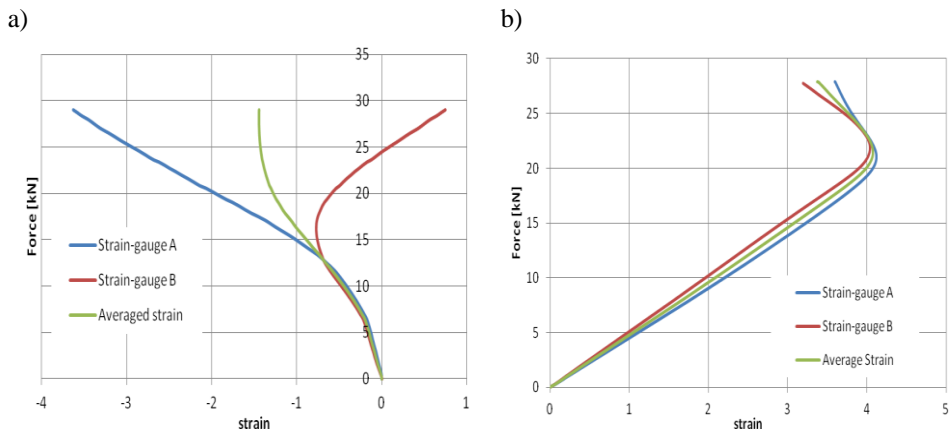 a)
35
30
25
20
15
10
5
0
Force [kN]
Strain-gauge A
Strain-gauge B
Averaged strain
-4 -3 -2 -1 0 1
strain
b)
30
25
20
15
10
5
0
Force [kN]
Strain-gauge A
Strain-gauge B
Average Strain
0 1 2 3 4 5
strain